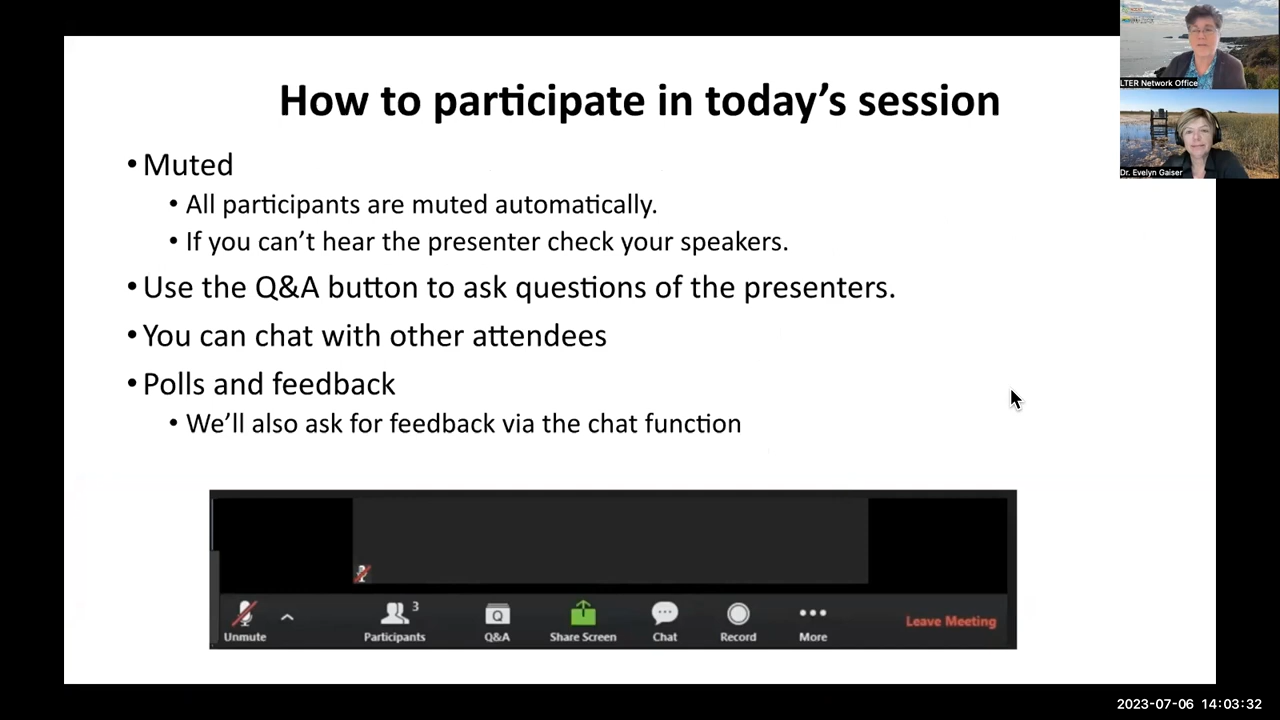 How to participate in today's session
• Muted
• All participants are muted automatically.
• If you can't hear the presenter check your speakers.
• Use the Q&A button to ask questions of the presenters.
• You can chat with other attendees
• Polls and feedback
• We'll also ask for feedback via the chat function
LTER Network Office
Dr. Evelyn Gaiser
3
Q
Unmute
Participants
Q&A
Share Screen
Chat
Record
More
Leave Meeting
2023-07-06 14:03:32